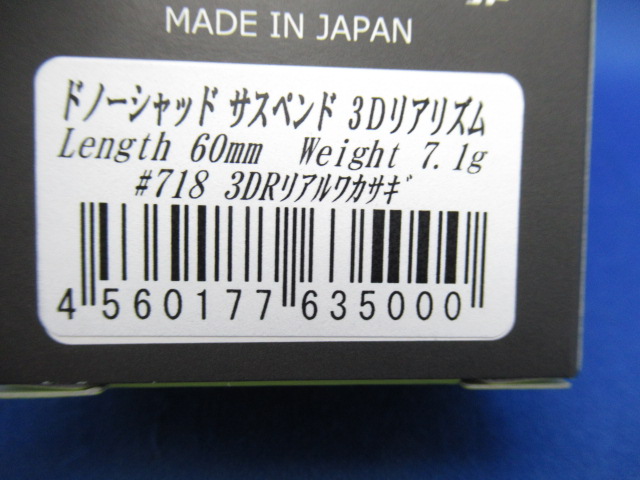 MADE IN JAPAN
ドノーシャッド サスペンド 3Dリアリズム
Length 60mm Weight 7.1g
#718 3DRリアルワカサギ
4 560177 635000